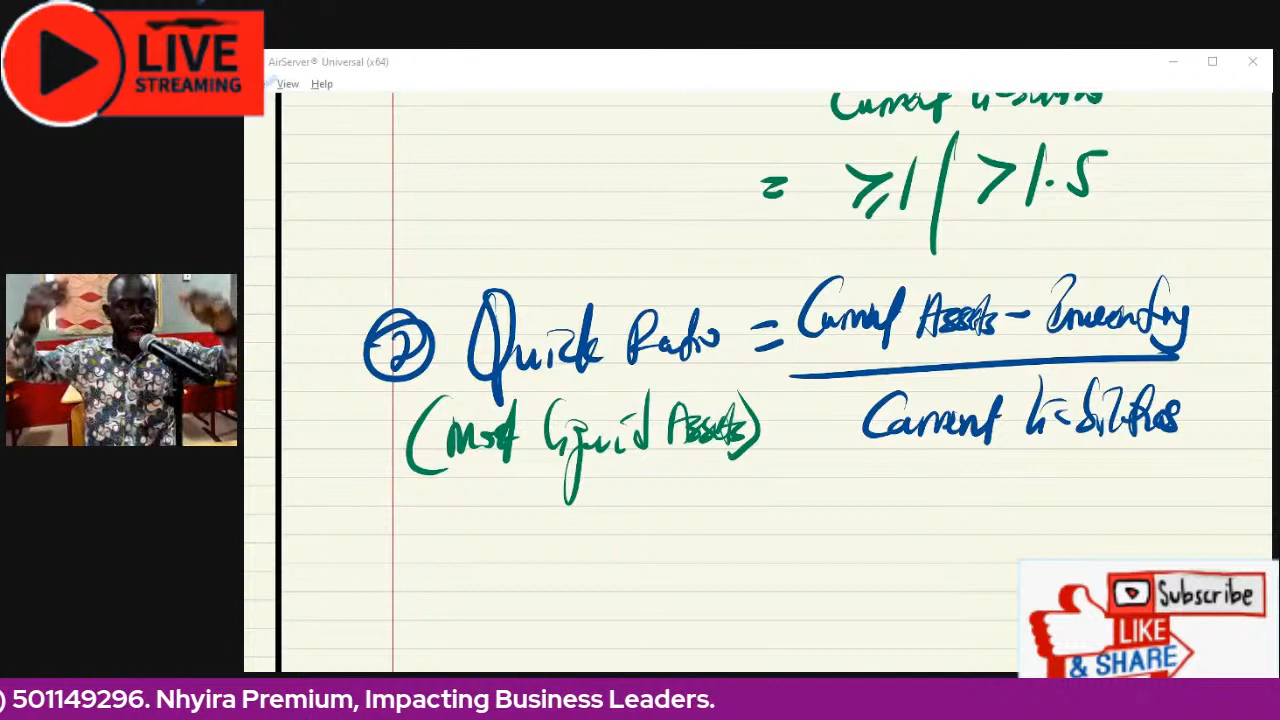 LIVE
STREAMING
AirServer® Universal (x64)
View Help
Current Liabilities
= ≥1 / >1.5
② Quick Ratio = Current Assets - Inventory
Current Liabilities
(most liquid Assets)
Subscribe
LIKE
& SHARE
) 501149296. Nhyira Premium, Impacting Business Leaders.